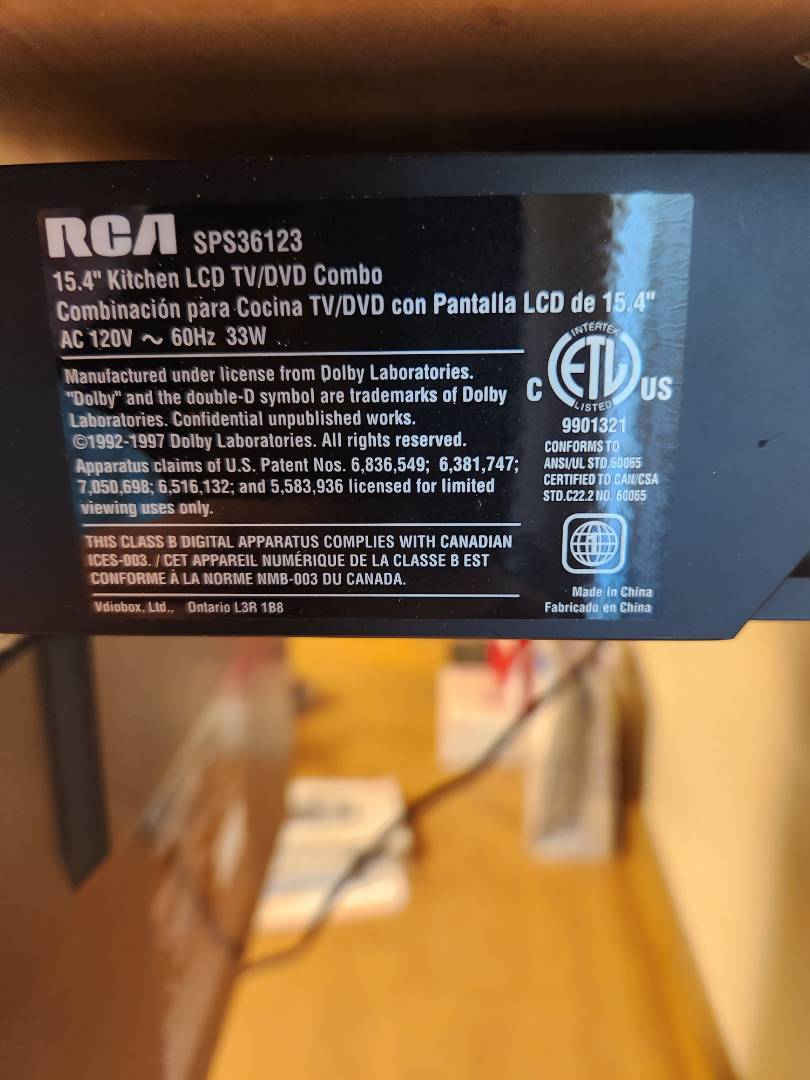 RCA SPS36123
15.4" Kitchen LCD TV/DVD Combo
Combinación para Cocina TV/DVD con Pantalla LCD de 15.4"
AC 120V ~ 60Hz 33W
Manufactured under license from Dolby Laboratories.
"Dolby" and the double-D symbol are trademarks of Dolby
Laboratories. Confidential unpublished works.
©1992-1997 Dolby Laboratories. All rights reserved.
Apparatus claims of U.S. Patent Nos. 6,836,549; 6,381,747;
7,050,698; 6,516,132; and 5,583,936 licensed for limited
viewing uses only.
THIS CLASS B DIGITAL APPARATUS COMPLIES WITH CANADIAN
ICES-003. / CET APPAREIL NUMÉRIQUE DE LA CLASSE B EST
CONFORME À LA NORME NMB-003 DU CANADA.
Vdiobox, Ltd., Ontario L3R 1B8
INTERTEK
C ETL US
LISTED
9901321
CONFORMS TO
ANSI/UL STD.60065
CERTIFIED TO CAN/CSA
STD.C22.2 NO. 60065
Made in China
Fabricado en China